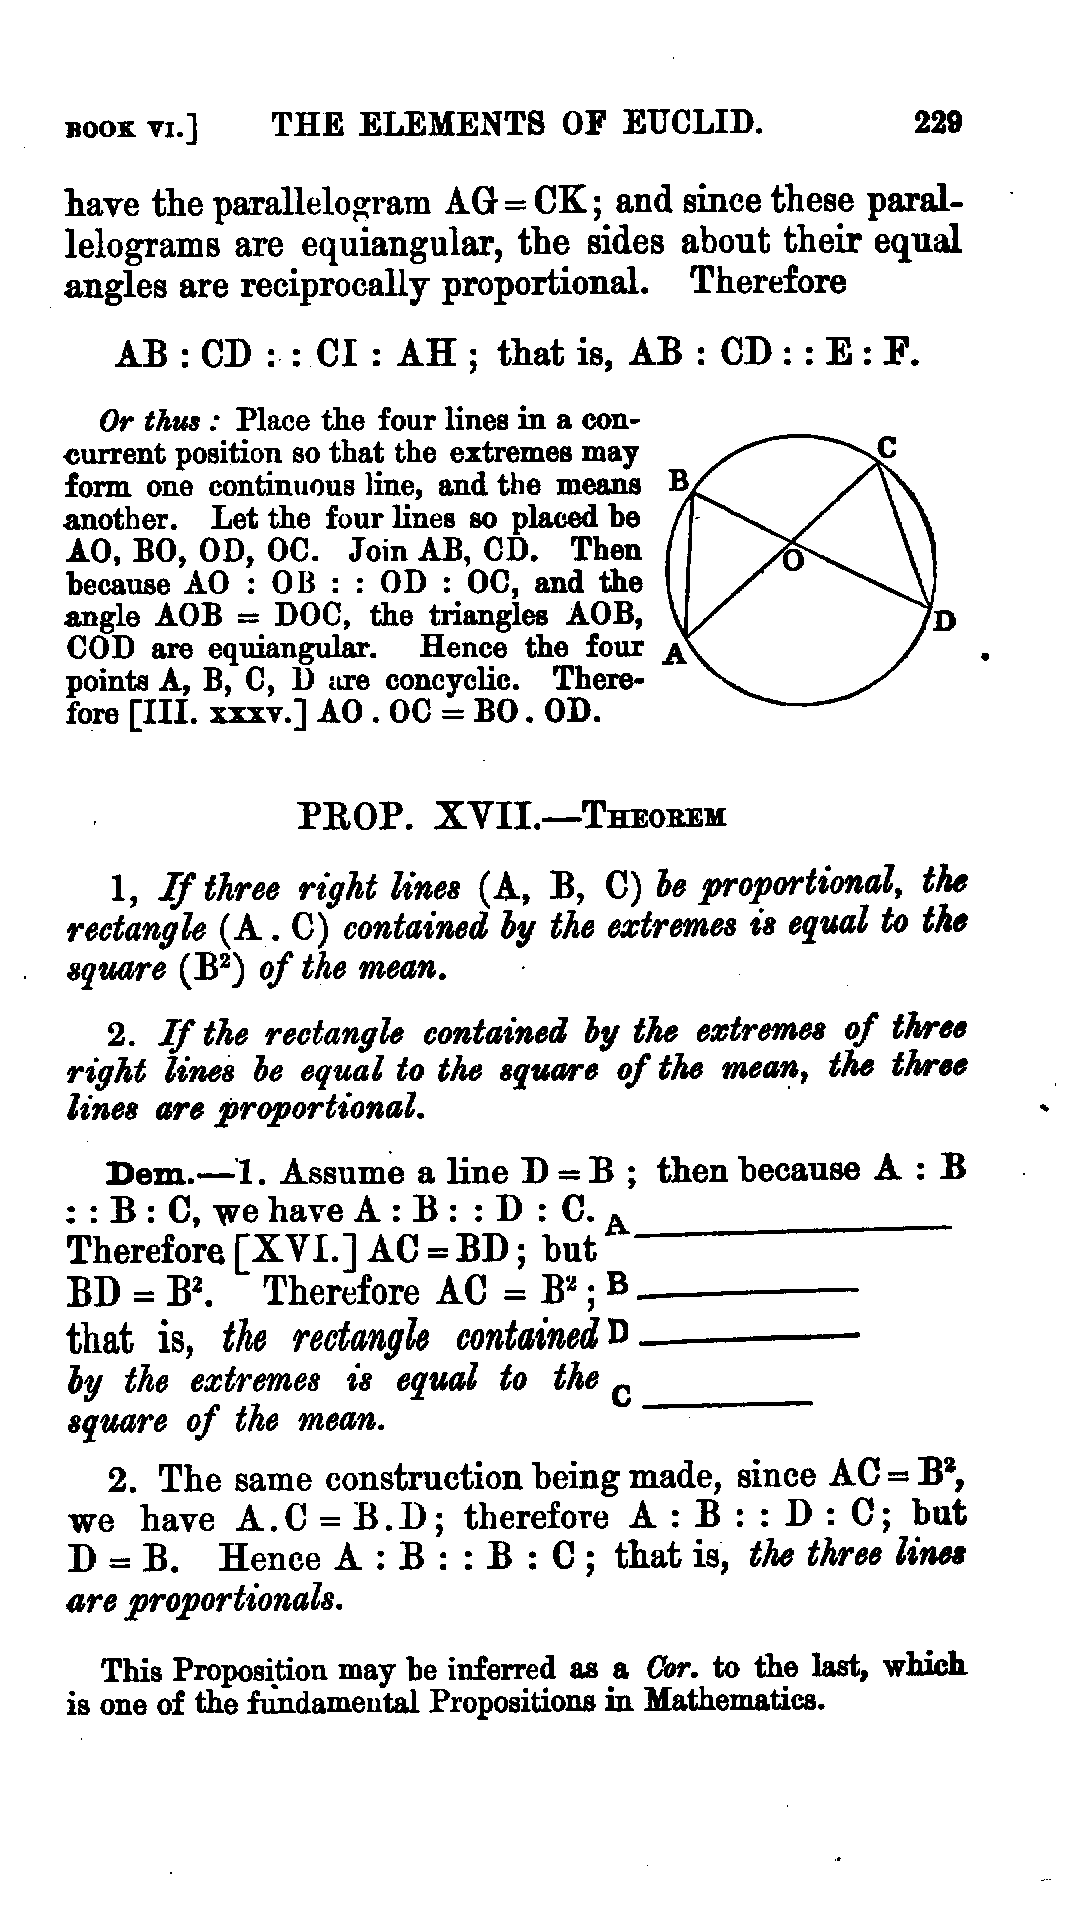 BOOK VI.] THE ELEMENTS OF EUCLID. 229
have the parallelogram AG = CK; and since these paral-
lelograms are equiangular, the sides about their equal
angles are reciprocally proportional. Therefore
AB : CD : : CI : AH ; that is, AB : CD : : E : F.
Or thus : Place the four lines in a con-
current position so that the extremes may
form one continuous line, and the means
another. Let the four lines so placed be
AO, BO, OD, OC. Join AB, CD. Then
because AO : OB : : OD : OC, and the
angle AOB = DOC, the triangles AOB,
COD are equiangular. Hence the four
points A, B, C, D are concyclic. There-
fore [III. XXXV.] AO . OC = BO . OD.
C
B
O
D
A
PROP. XVII.—THEOREM
1, If three right lines (A, B, C) be proportional, the
rectangle (A . C) contained by the extremes is equal to the
square (B²) of the mean.
2. If the rectangle contained by the extremes of three
right lines be equal to the square of the mean, the three
lines are proportional.
Dem.—1. Assume a line D = B ; then because A : B
: : B : C, we have A : B : : D : C.
Therefore [XVI.] AC = BD ; but
BD = B². Therefore AC = B² ;
that is, the rectangle contained
by the extremes is equal to the
square of the mean.
A
B
D
C
2. The same construction being made, since AC = B²,
we have A.C = B.D ; therefore A : B : : D : C ; but
D = B. Hence A : B : : B : C ; that is, the three lines
are proportionals.
This Proposition may be inferred as a Cor. to the last, which
is one of the fundamental Propositions in Mathematics.